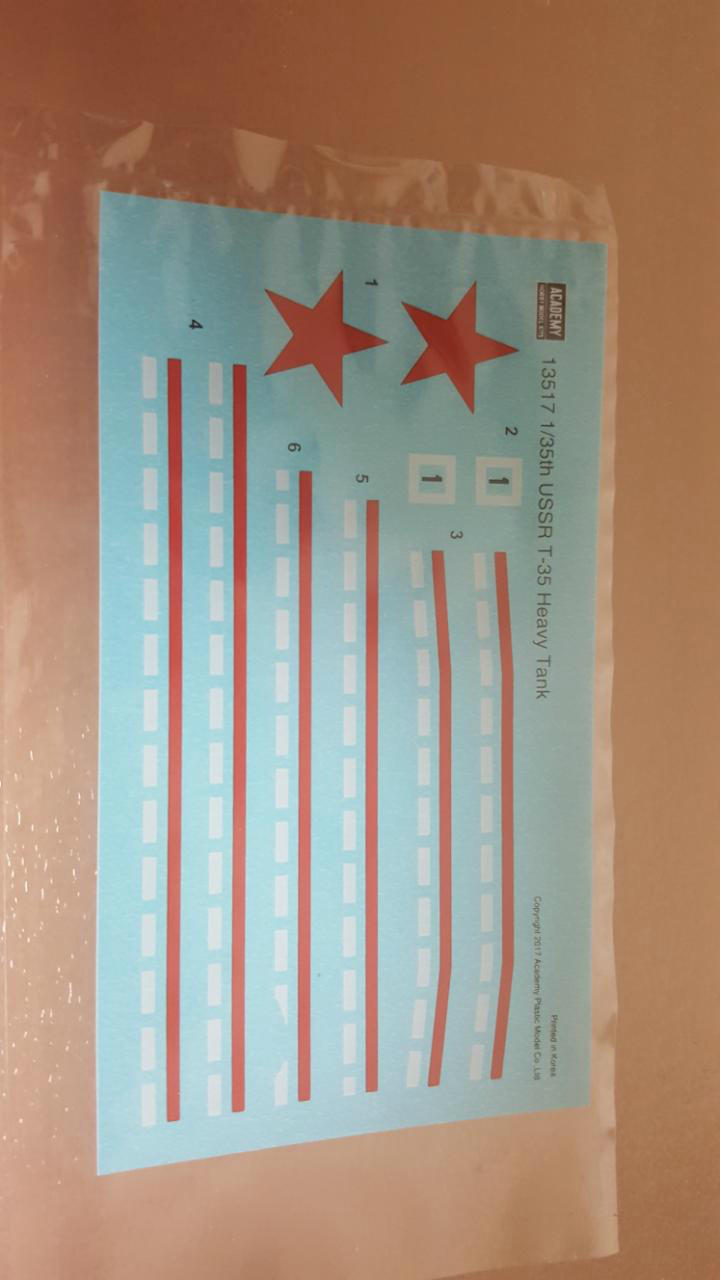 ACADEMY
HOBBY MODEL KITS
13517 1/35th USSR T-35 Heavy Tank
Printed in Korea
Copyright 2017 Academy Plastic Model Co. Ltd
2
1
1
1
3
5
6
4